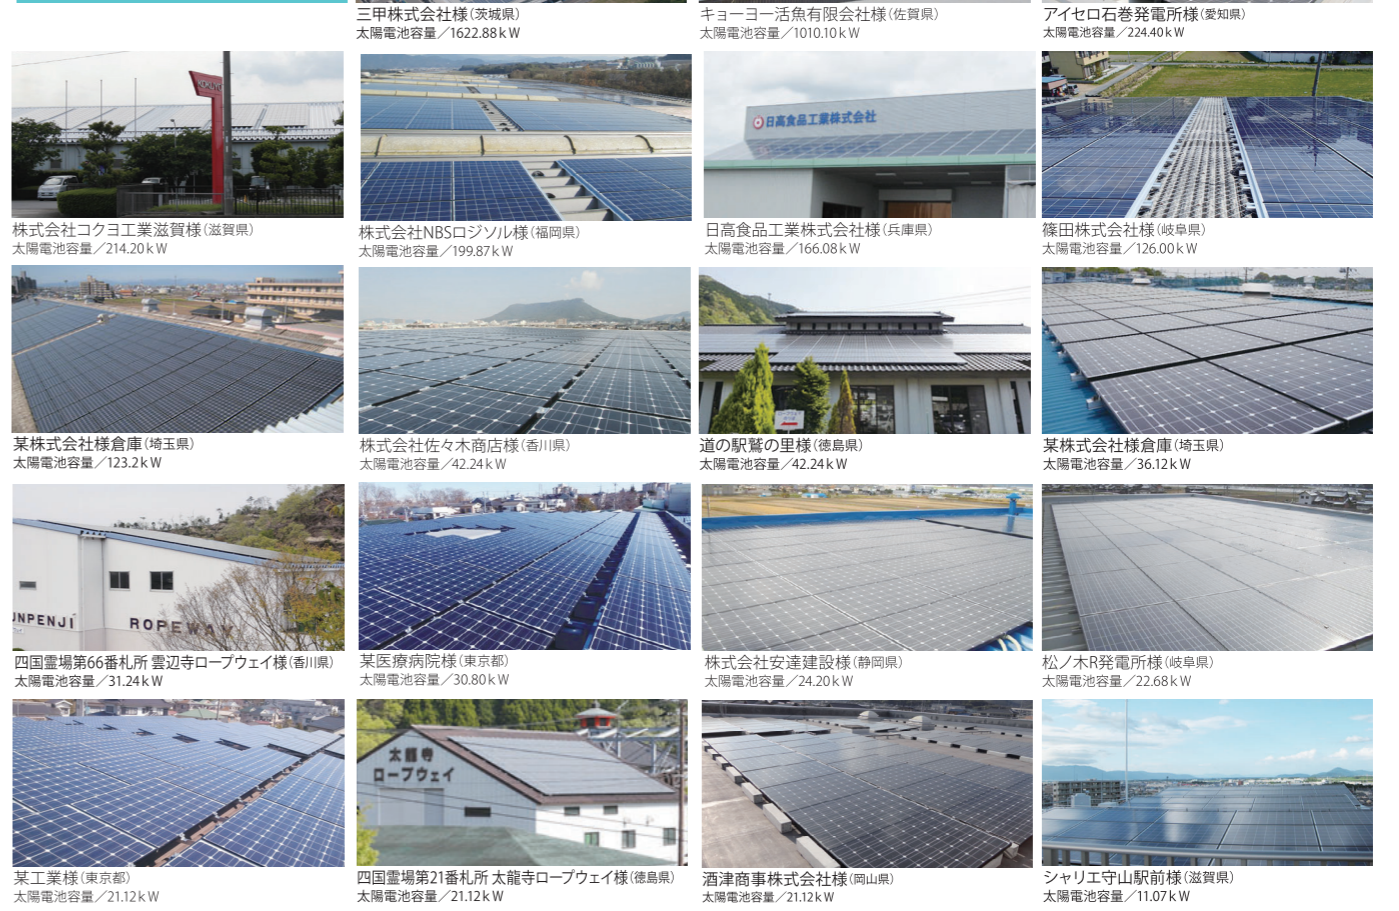 三甲株式会社様（茨城県）
太陽電池容量／1622.88kW
キョーヨー活魚有限会社様（佐賀県）
太陽電池容量／1010.10kW
アイセロ石巻発電所様（愛知県）
太陽電池容量／224.40kW
株式会社コクヨ工業滋賀様（滋賀県）
太陽電池容量／214.20kW
株式会社NBSロジソル様（福岡県）
太陽電池容量／199.87kW
日高食品工業株式会社
日高食品工業株式会社様（兵庫県）
太陽電池容量／166.08kW
篠田株式会社様（岐阜県）
太陽電池容量／126.00kW
某株式会社様倉庫（埼玉県）
太陽電池容量／123.2kW
株式会社佐々木商店様（香川県）
太陽電池容量／42.24kW
道の駅鷲の里様（徳島県）
太陽電池容量／42.24kW
某株式会社様倉庫（埼玉県）
太陽電池容量／36.12kW
UNPENJI ROPEWAY
四国霊場第66番札所 雲辺寺ロープウェイ様（香川県）
太陽電池容量／31.24kW
某医療病院様（東京都）
太陽電池容量／30.80kW
株式会社安達建設様（静岡県）
太陽電池容量／24.20kW
松ノ木R発電所様（岐阜県）
太陽電池容量／22.68kW
某工業様（東京都）
太陽電池容量／21.12kW
太龍寺
ロープウェイ
四国霊場第21番札所 太龍寺ロープウェイ様（徳島県）
太陽電池容量／21.12kW
酒津商事株式会社様（岡山県）
太陽電池容量／21.12kW
シャリエ守山駅前様（滋賀県）
太陽電池容量／11.07kW